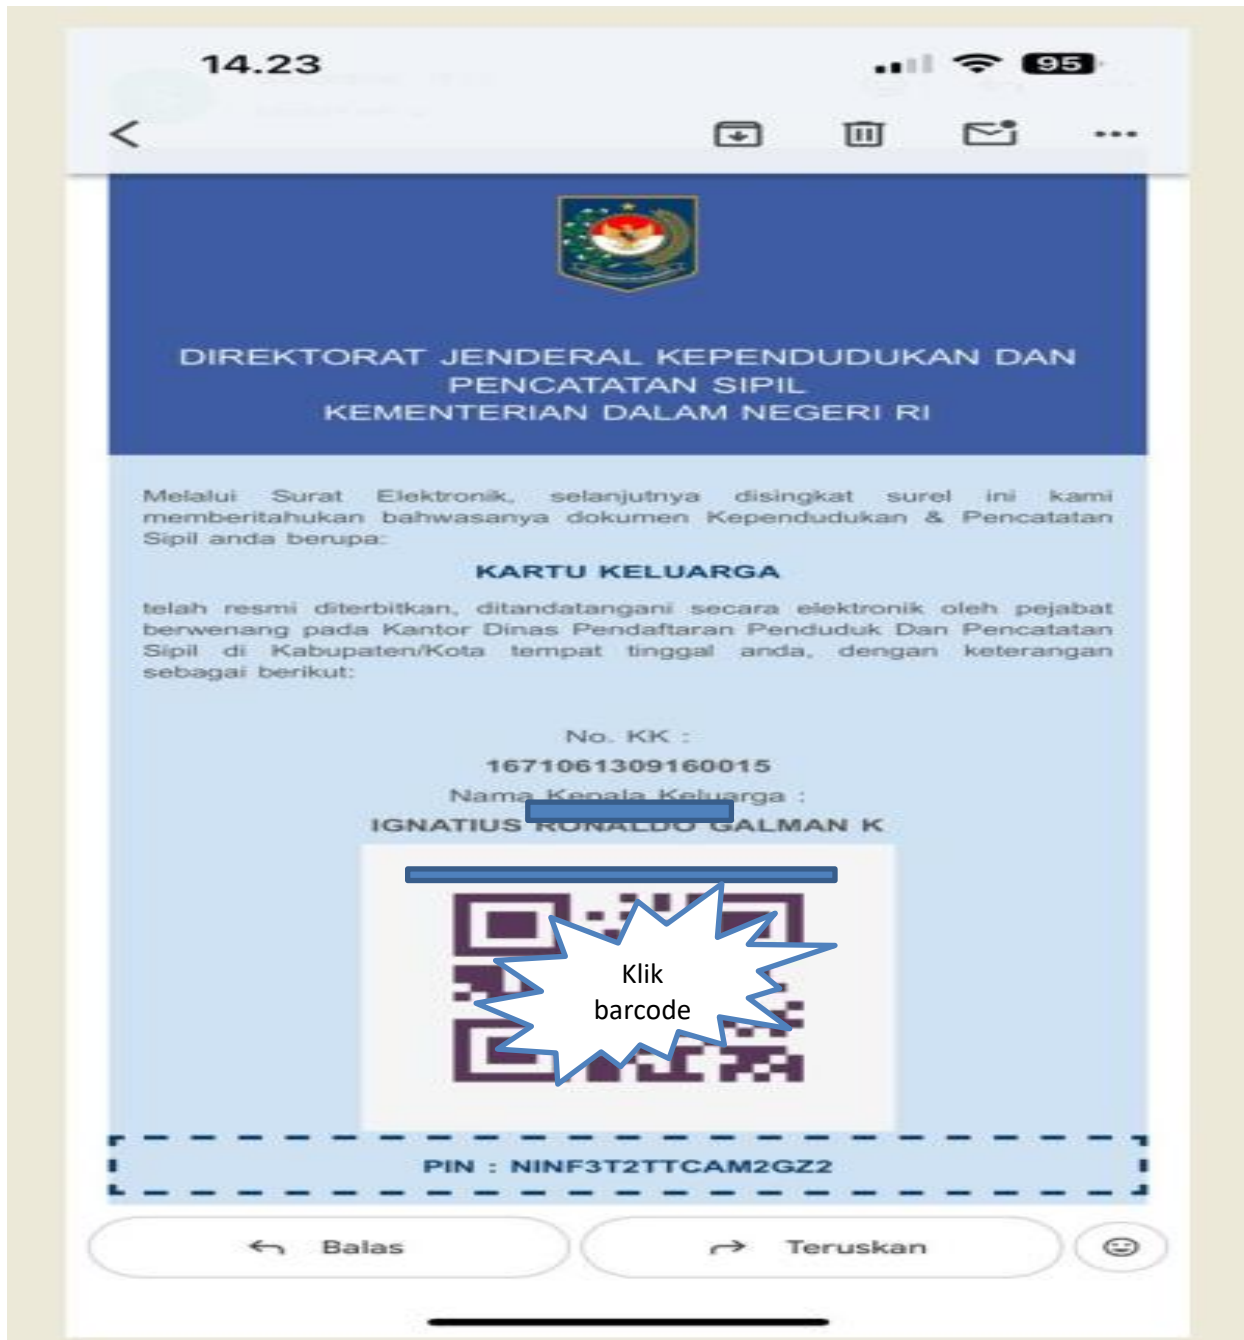 14.23
95
DIREKTORAT JENDERAL KEPENDUDUKAN DAN
PENCATATAN SIPIL
KEMENTERIAN DALAM NEGERI RI
Melalui Surat Elektronik, selanjutnya disingkat surel ini kami
memberitahukan bahwasanya dokumen Kependudukan & Pencatatan
Sipil anda berupa:
KARTU KELUARGA
telah resmi diterbitkan, ditandatangani secara elektronik oleh pejabat
berwenang pada Kantor Dinas Pendaftaran Penduduk Dan Pencatatan
Sipil di Kabupaten/Kota tempat tinggal anda, dengan keterangan
sebagai berikut:
No. KK :
1671061309160015
Nama Kepala Keluarga :
IGNATIUS RONALDO GALMAN K
Klik
barcode
PIN : NINF3T2TTCAM2GZ2
Balas
Teruskan